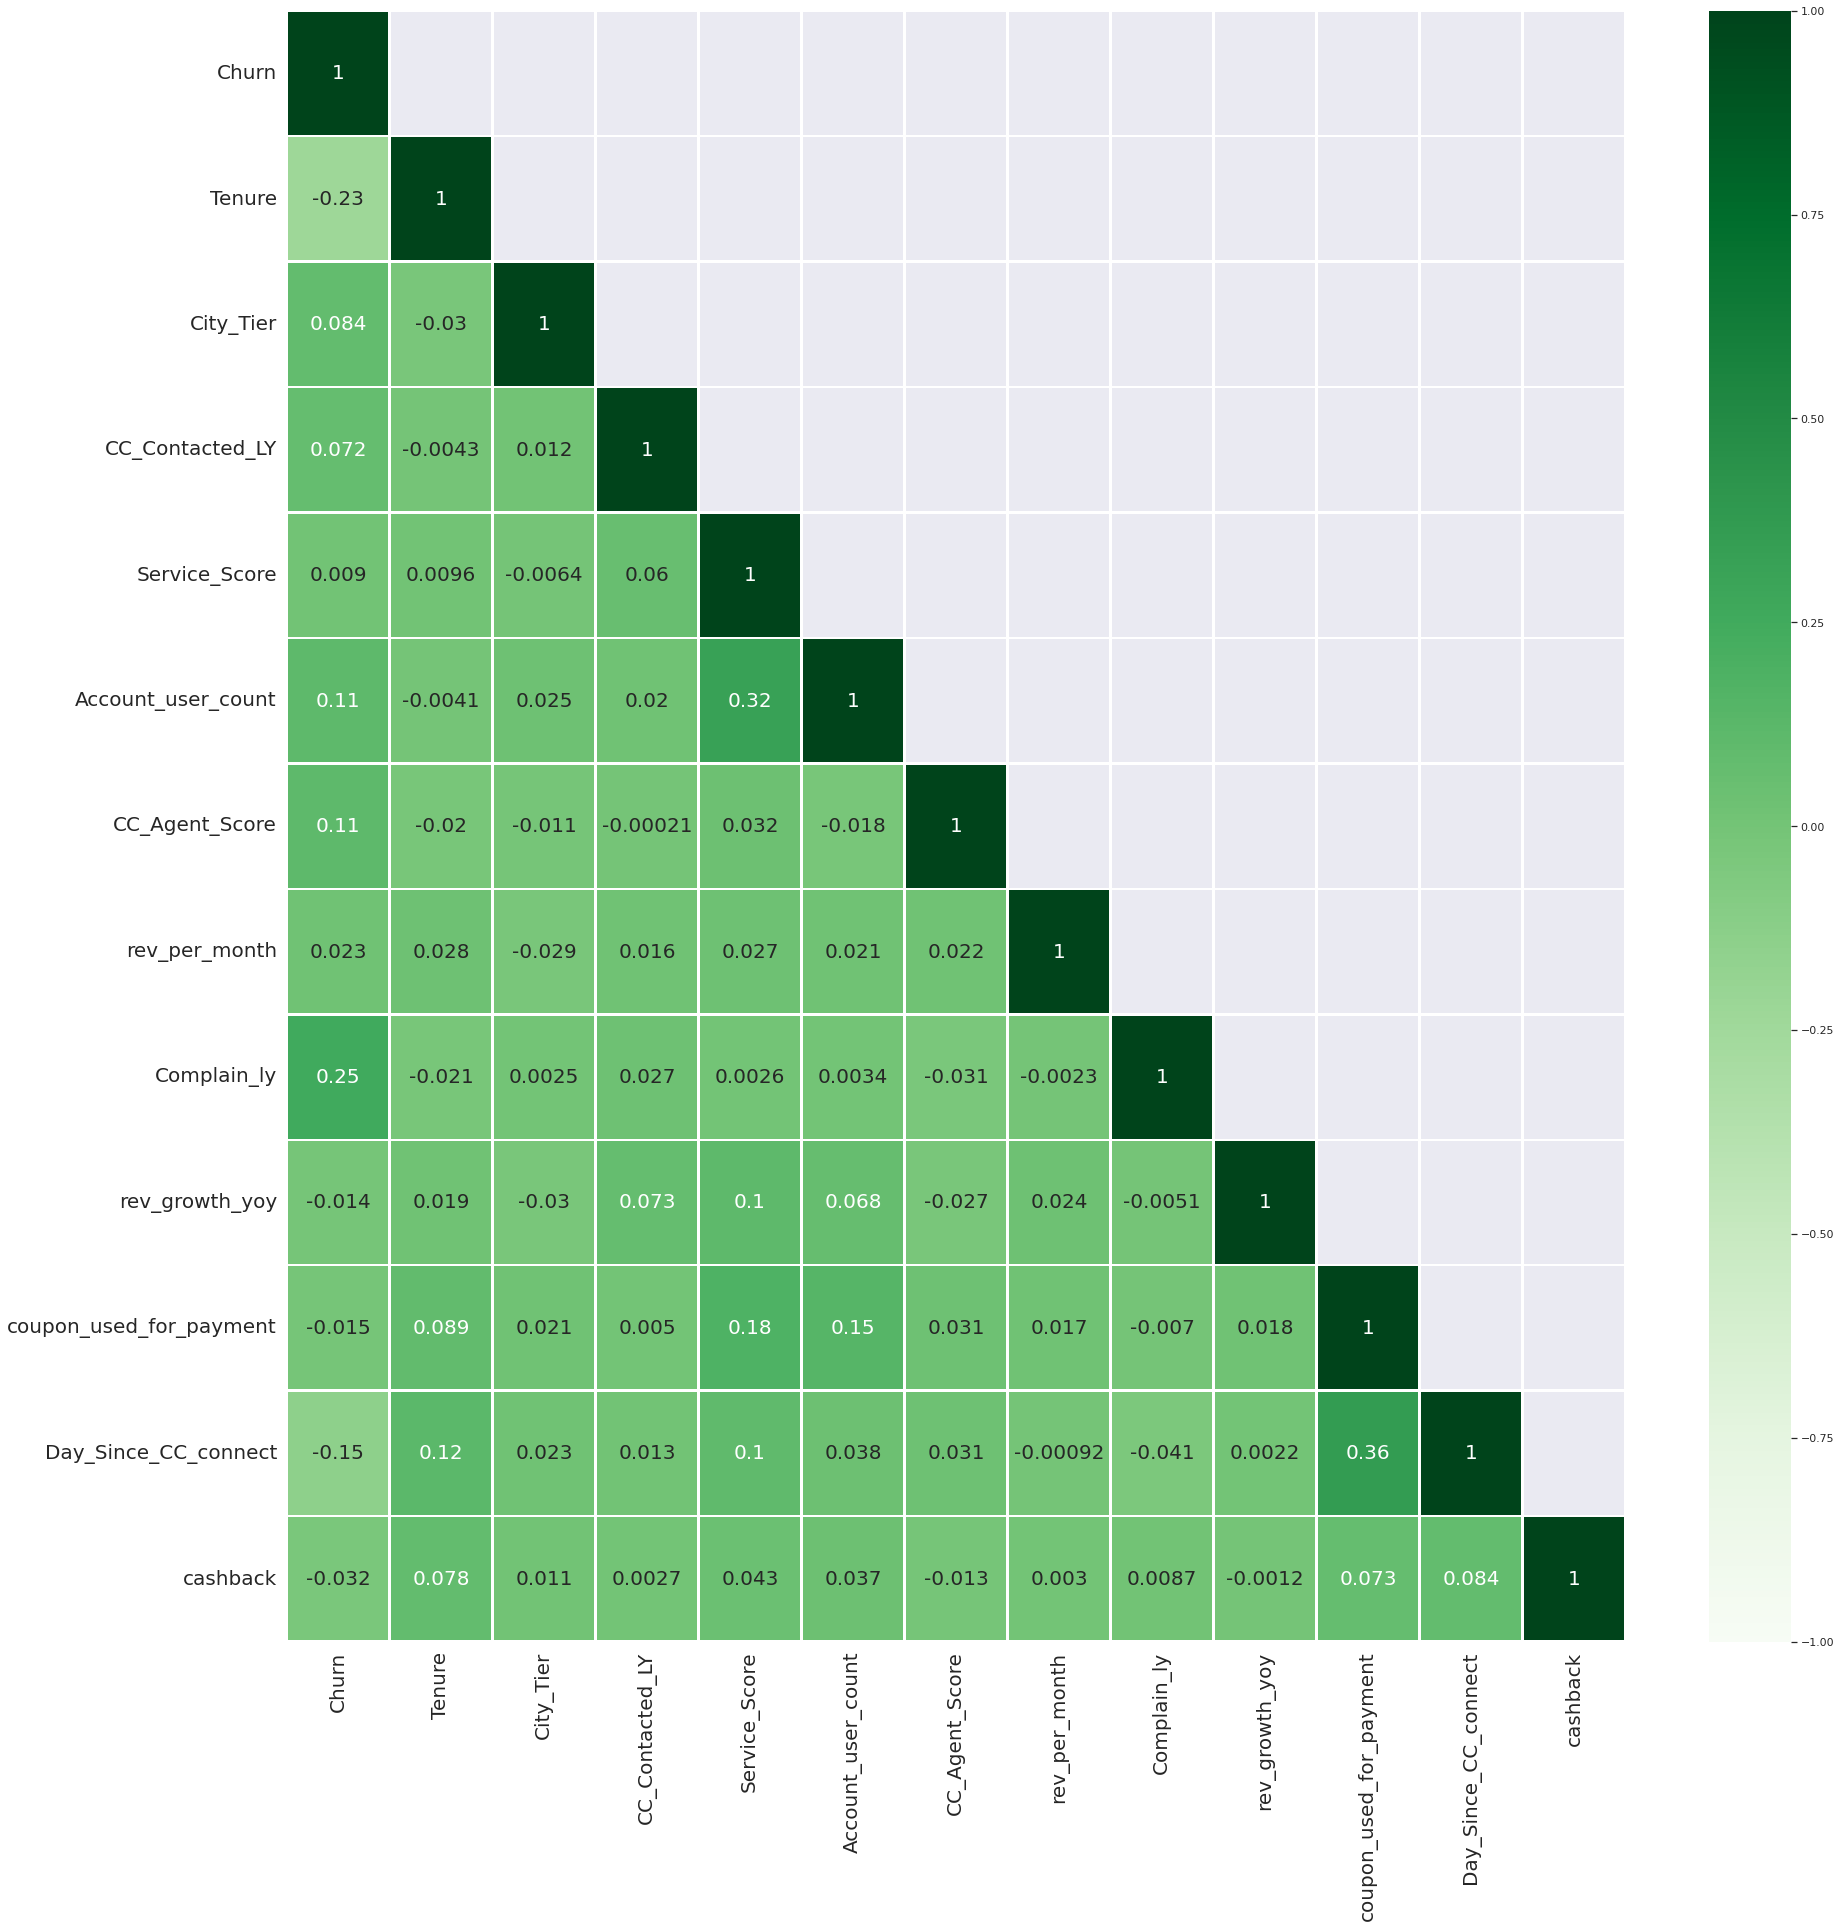 Churn 1
Tenure -0.23 1
City_Tier 0.084 -0.03 1
CC_Contacted_LY 0.072 -0.0043 0.012 1
Service_Score 0.009 0.0096 -0.0064 0.06 1
Account_user_count 0.11 -0.0041 0.025 0.02 0.32 1
CC_Agent_Score 0.11 -0.02 -0.011 -0.00021 0.032 -0.018 1
rev_per_month 0.023 0.028 -0.029 0.016 0.027 0.021 0.022 1
Complain_ly 0.25 -0.021 0.0025 0.027 0.0026 0.0034 -0.031 -0.0023 1
rev_growth_yoy -0.014 0.019 -0.03 0.073 0.1 0.068 -0.027 0.024 -0.0051 1
coupon_used_for_payment -0.015 0.089 0.021 0.005 0.18 0.15 0.031 0.017 -0.007 0.018 1
Day_Since_CC_connect -0.15 0.12 0.023 0.013 0.1 0.038 0.031 -0.00092 -0.041 0.0022 0.36 1
cashback -0.032 0.078 0.011 0.0027 0.043 0.037 -0.013 0.003 0.0087 -0.0012 0.073 0.084 1
Churn
Tenure
City_Tier
CC_Contacted_LY
Service_Score
Account_user_count
CC_Agent_Score
rev_per_month
Complain_ly
rev_growth_yoy
coupon_used_for_payment
Day_Since_CC_connect
cashback
1.00
0.75
0.50
0.25
0.00
−0.25
−0.50
−0.75
−1.00